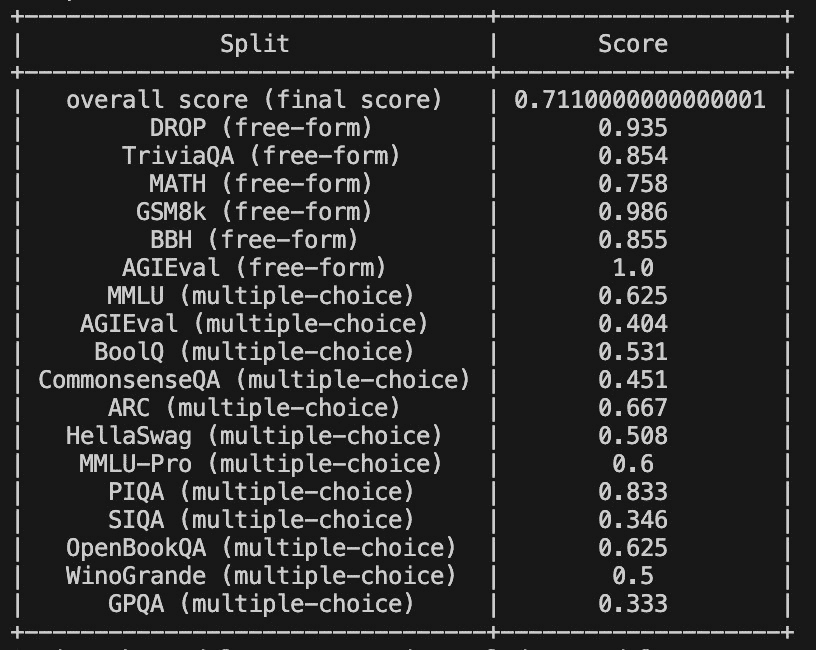 Split Score
overall score (final score) 0.7110000000000001
DROP (free-form) 0.935
TriviaQA (free-form) 0.854
MATH (free-form) 0.758
GSM8k (free-form) 0.986
BBH (free-form) 0.855
AGIEval (free-form) 1.0
MMLU (multiple-choice) 0.625
AGIEval (multiple-choice) 0.404
BoolQ (multiple-choice) 0.531
CommonsenseQA (multiple-choice) 0.451
ARC (multiple-choice) 0.667
HellaSwag (multiple-choice) 0.508
MMLU-Pro (multiple-choice) 0.6
PIQA (multiple-choice) 0.833
SIQA (multiple-choice) 0.346
OpenBookQA (multiple-choice) 0.625
WinoGrande (multiple-choice) 0.5
GPQA (multiple-choice) 0.333